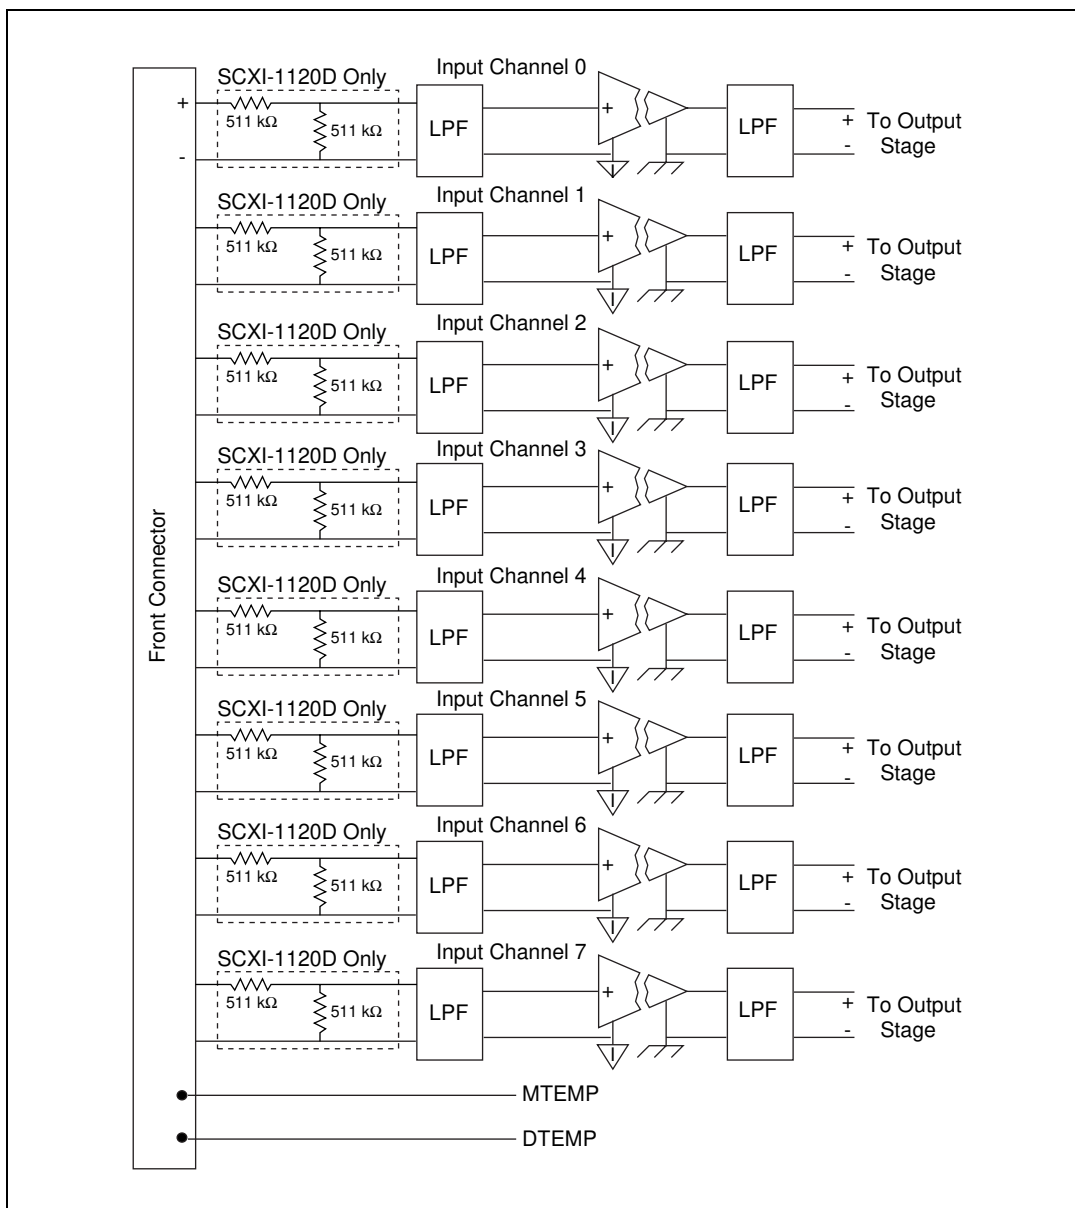 Front Connector
SCXI-1120D Only
Input Channel 0
+
-
511 kΩ
511 kΩ
LPF
+
LPF
+ To Output
- Stage
SCXI-1120D Only
Input Channel 1
511 kΩ
511 kΩ
LPF
+
LPF
+ To Output
- Stage
SCXI-1120D Only
Input Channel 2
511 kΩ
511 kΩ
LPF
+
LPF
+ To Output
- Stage
SCXI-1120D Only
Input Channel 3
511 kΩ
511 kΩ
LPF
+
LPF
+ To Output
- Stage
SCXI-1120D Only
Input Channel 4
511 kΩ
511 kΩ
LPF
+
LPF
+ To Output
- Stage
SCXI-1120D Only
Input Channel 5
511 kΩ
511 kΩ
LPF
+
LPF
+ To Output
- Stage
SCXI-1120D Only
Input Channel 6
511 kΩ
511 kΩ
LPF
+
LPF
+ To Output
- Stage
SCXI-1120D Only
Input Channel 7
511 kΩ
511 kΩ
LPF
+
LPF
+ To Output
- Stage
MTEMP
DTEMP